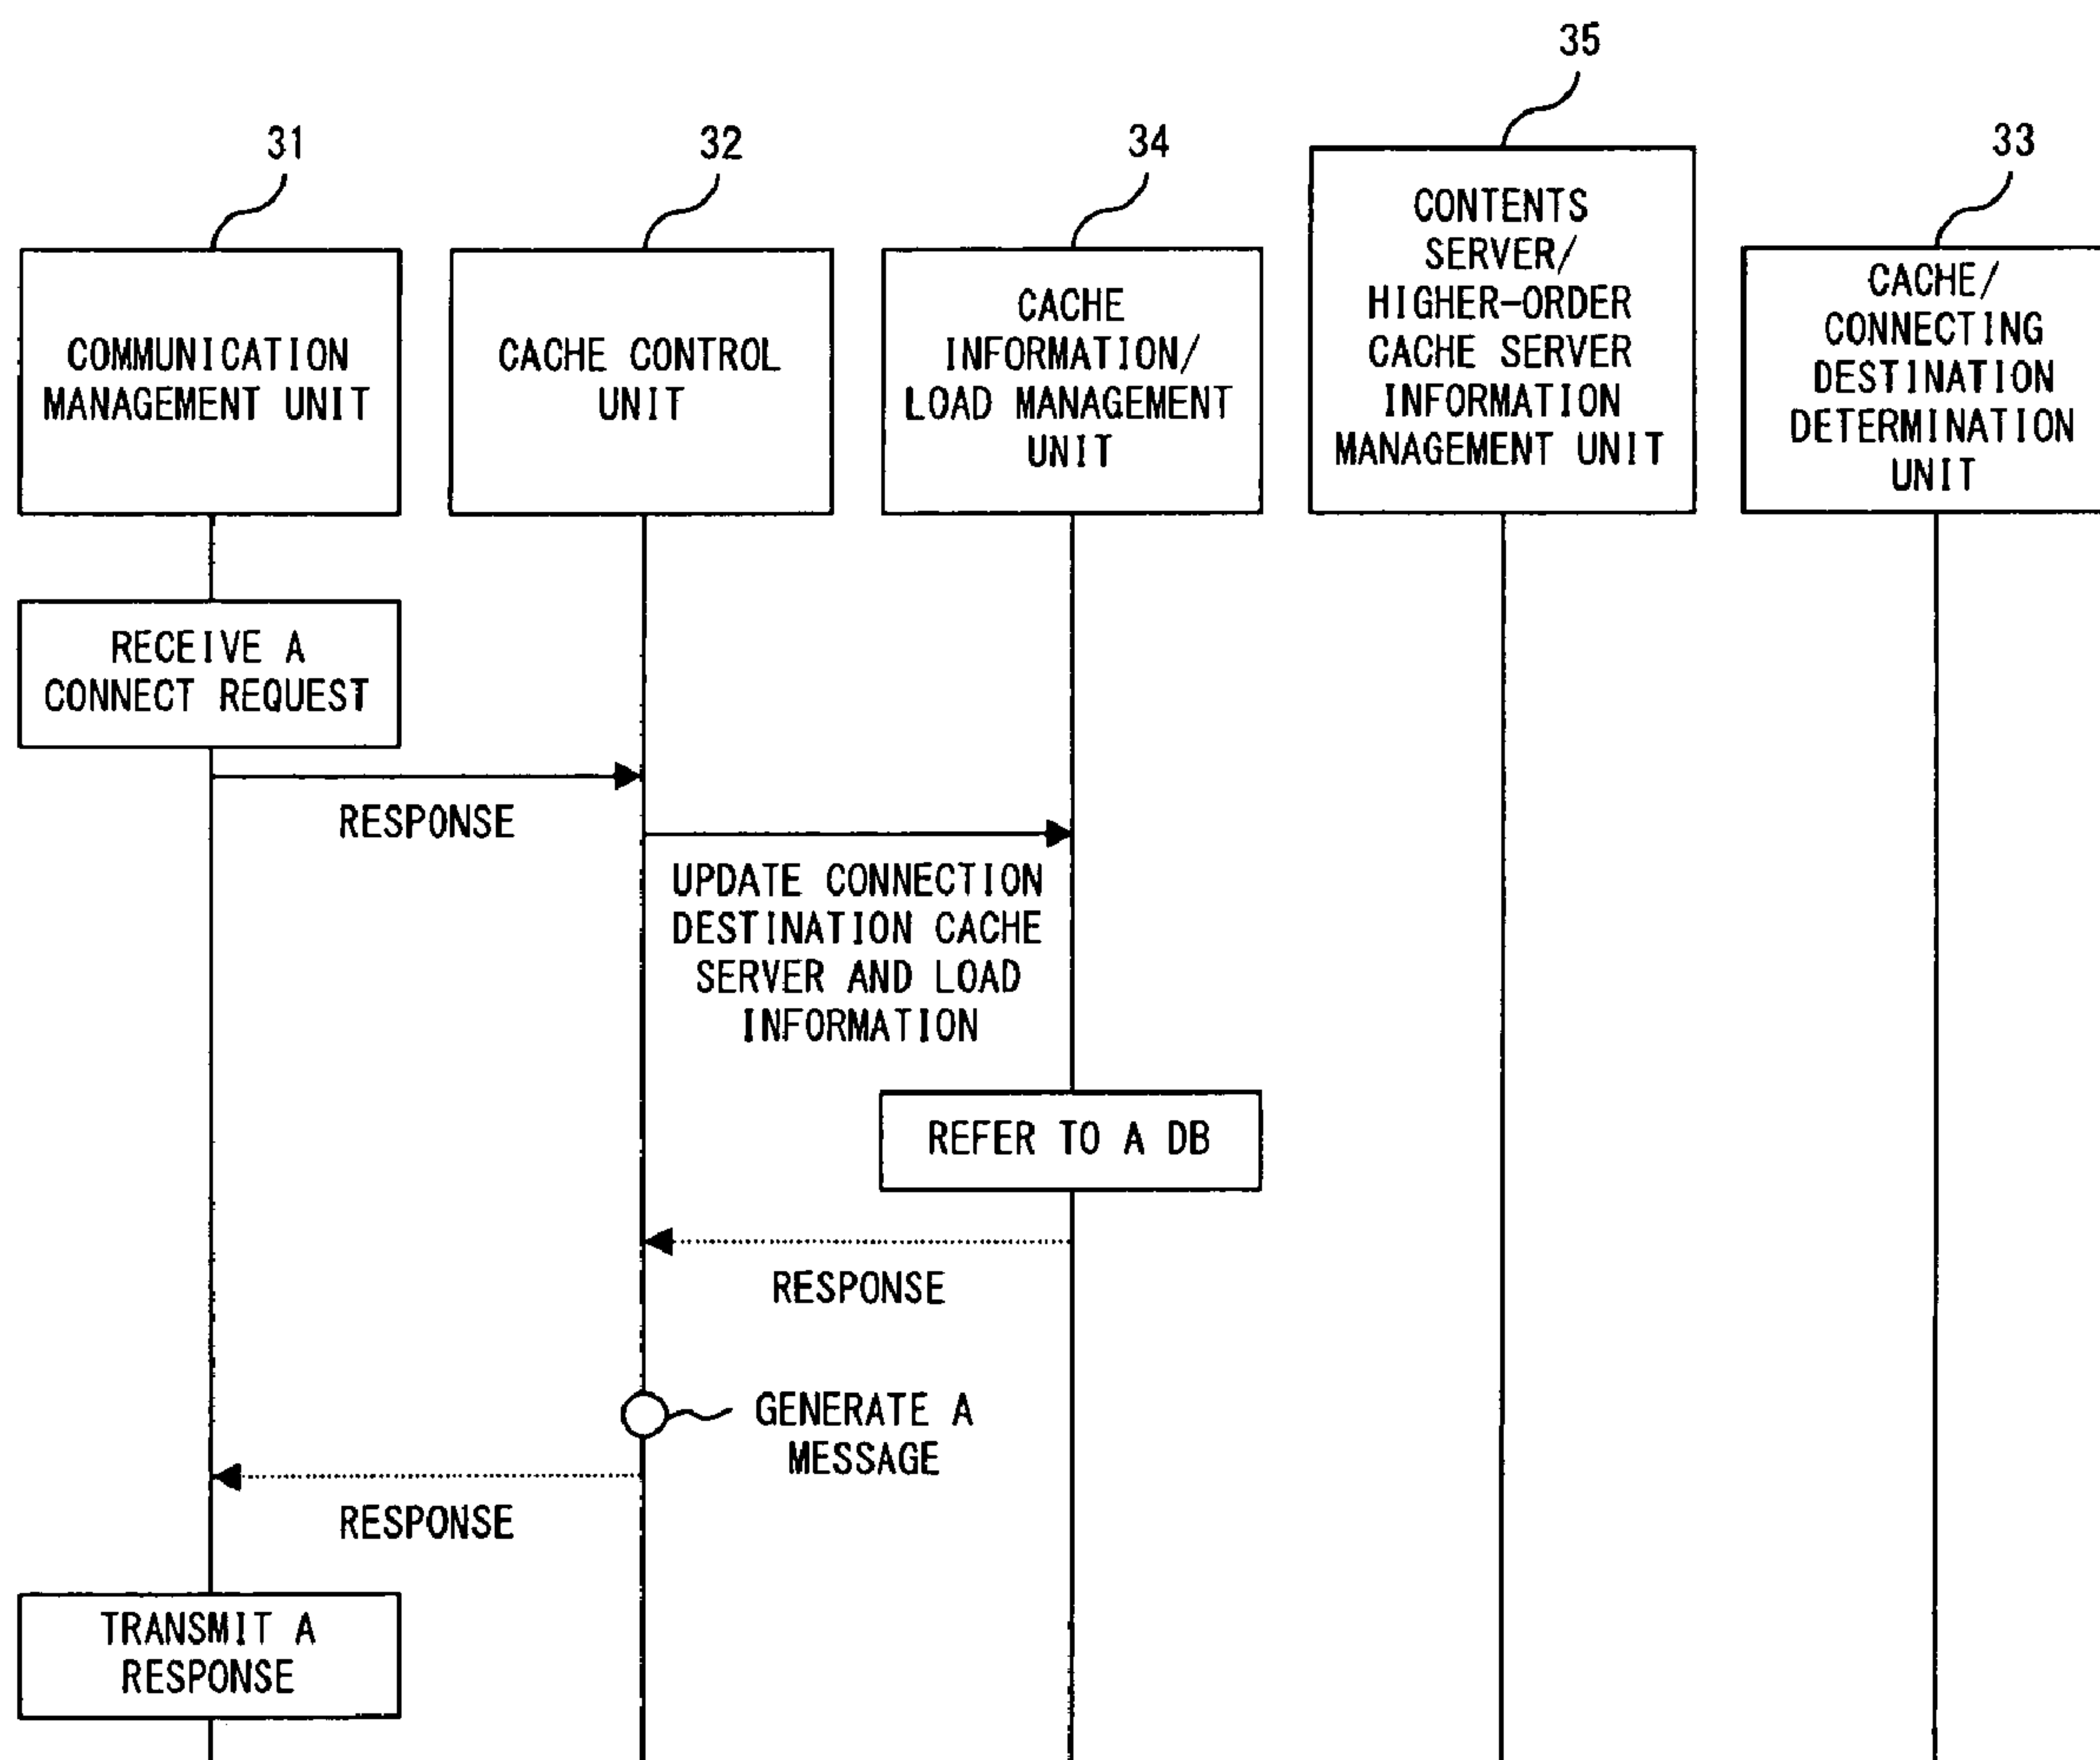 35
31
32
34
33
COMMUNICATION
MANAGEMENT UNIT
CACHE CONTROL
UNIT
CACHE
INFORMATION/
LOAD MANAGEMENT
UNIT
CONTENTS
SERVER/
HIGHER-ORDER
CACHE SERVER
INFORMATION
MANAGEMENT UNIT
CACHE/
CONNECTING
DESTINATION
DETERMINATION
UNIT
RECEIVE A
CONNECT REQUEST
RESPONSE
UPDATE CONNECTION
DESTINATION CACHE
SERVER AND LOAD
INFORMATION
REFER TO A DB
RESPONSE
GENERATE A
MESSAGE
RESPONSE
TRANSMIT A
RESPONSE